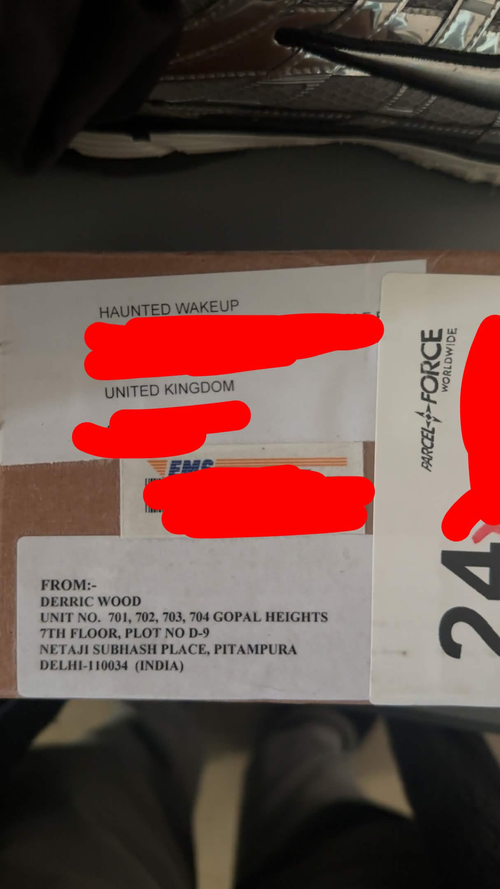 HAUNTED WAKEUP
UNITED KINGDOM
EMS
FROM:-
DERRIC WOOD
UNIT NO. 701, 702, 703, 704 GOPAL HEIGHTS
7TH FLOOR, PLOT NO D-9
NETAJI SUBHASH PLACE, PITAMPURA
DELHI-110034 (INDIA)
PARCEL FORCE
WORLDWIDE
24